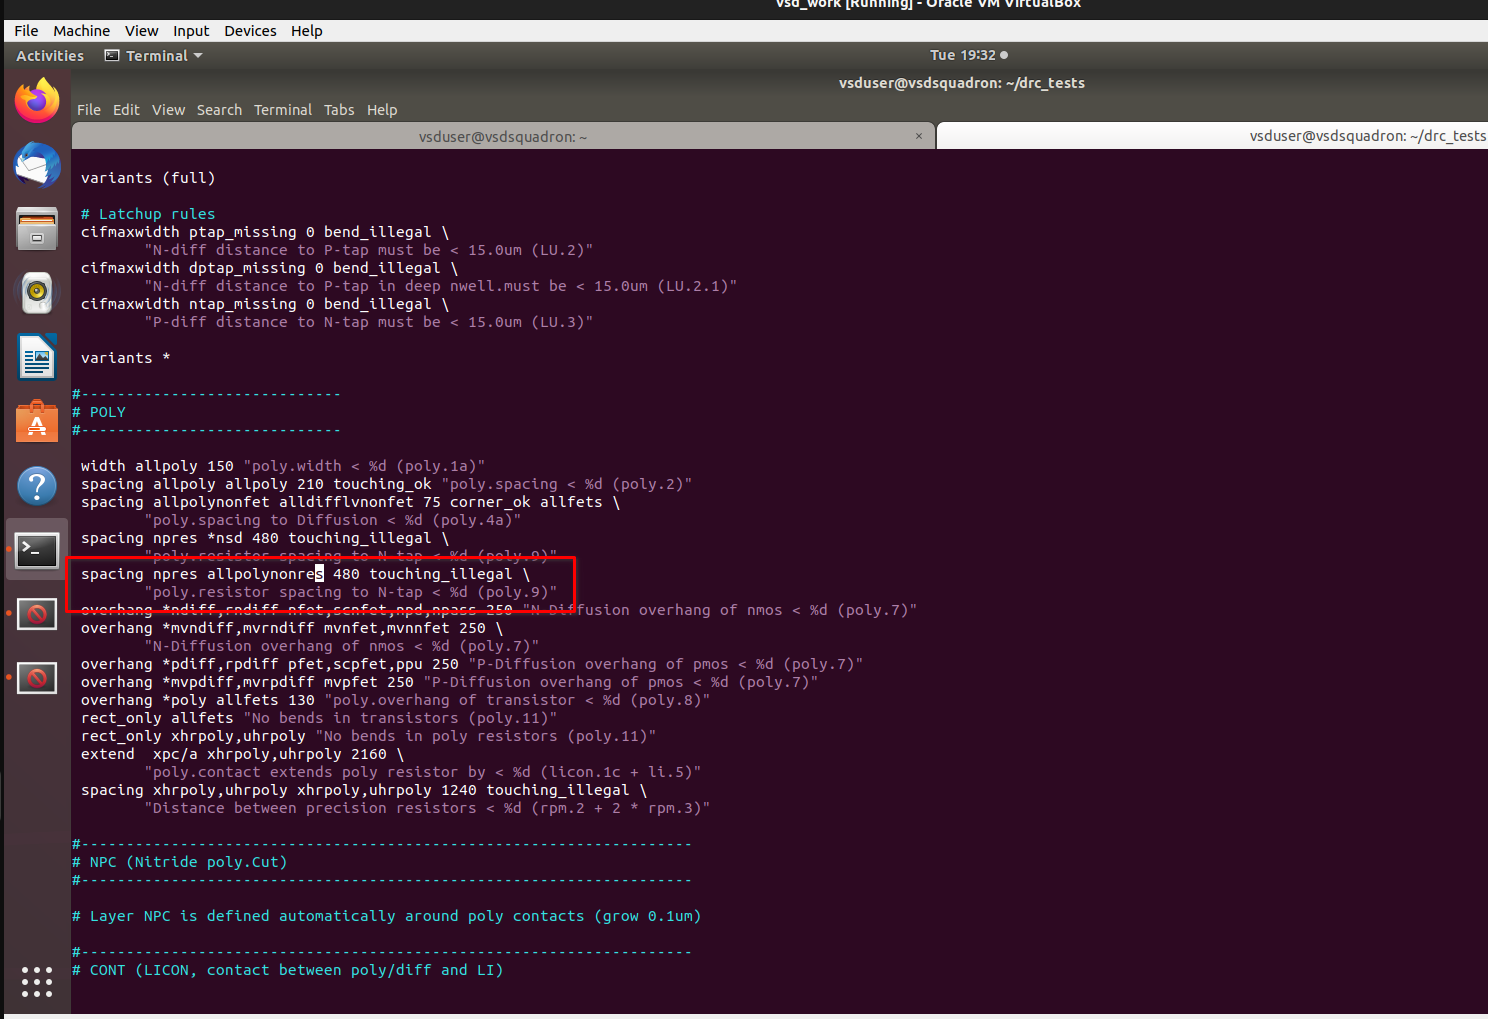 vsd_work [Running] - Oracle VM VirtualBox
File Machine View Input Devices Help
Activities Terminal Tue 19:32
vsduser@vsdsquadron: ~/drc_tests
File Edit View Search Terminal Tabs Help
vsduser@vsdsquadron: ~ × vsduser@vsdsquadron: ~/drc_tests
variants (full)
# Latchup rules
cifmaxwidth ptap_missing 0 bend_illegal \
"N-diff distance to P-tap must be < 15.0um (LU.2)"
cifmaxwidth dptap_missing 0 bend_illegal \
"N-diff distance to P-tap in deep nwell.must be < 15.0um (LU.2.1)"
cifmaxwidth ntap_missing 0 bend_illegal \
"P-diff distance to N-tap must be < 15.0um (LU.3)"
variants *
#-----------------------------
# POLY
#-----------------------------
width allpoly 150 "poly.width < %d (poly.1a)"
spacing allpoly allpoly 210 touching_ok "poly.spacing < %d (poly.2)"
spacing allpolynonfet alldifflvnonfet 75 corner_ok allfets \
"poly.spacing to Diffusion < %d (poly.4a)"
spacing npres *nsd 480 touching_illegal \
"poly.resistor spacing to N-tap < %d (poly.9)"
spacing npres allpolynonres 480 touching_illegal \
"poly.resistor spacing to N-tap < %d (poly.9)"
overhang *ndiff,rndiff nfet,scnfet,npd,npass 250 "N-Diffusion overhang of nmos < %d (poly.7)"
overhang *mvndiff,mvrndiff mvnfet,mvnnfet 250 \
"N-Diffusion overhang of nmos < %d (poly.7)"
overhang *pdiff,rpdiff pfet,scpfet,ppu 250 "P-Diffusion overhang of pmos < %d (poly.7)"
overhang *mvpdiff,mvrpdiff mvpfet 250 "P-Diffusion overhang of pmos < %d (poly.7)"
overhang *poly allfets 130 "poly.overhang of transistor < %d (poly.8)"
rect_only allfets "No bends in transistors (poly.11)"
rect_only xhrpoly,uhrpoly "No bends in poly resistors (poly.11)"
extend  xpc/a xhrpoly,uhrpoly 2160 \
"poly.contact extends poly resistor by < %d (licon.1c + li.5)"
spacing xhrpoly,uhrpoly xhrpoly,uhrpoly 1240 touching_illegal \
"Distance between precision resistors < %d (rpm.2 + 2 * rpm.3)"
#--------------------------------------------------------------------
# NPC (Nitride poly.Cut)
#--------------------------------------------------------------------
# Layer NPC is defined automatically around poly contacts (grow 0.1um)
#--------------------------------------------------------------------
# CONT (LICON, contact between poly/diff and LI)